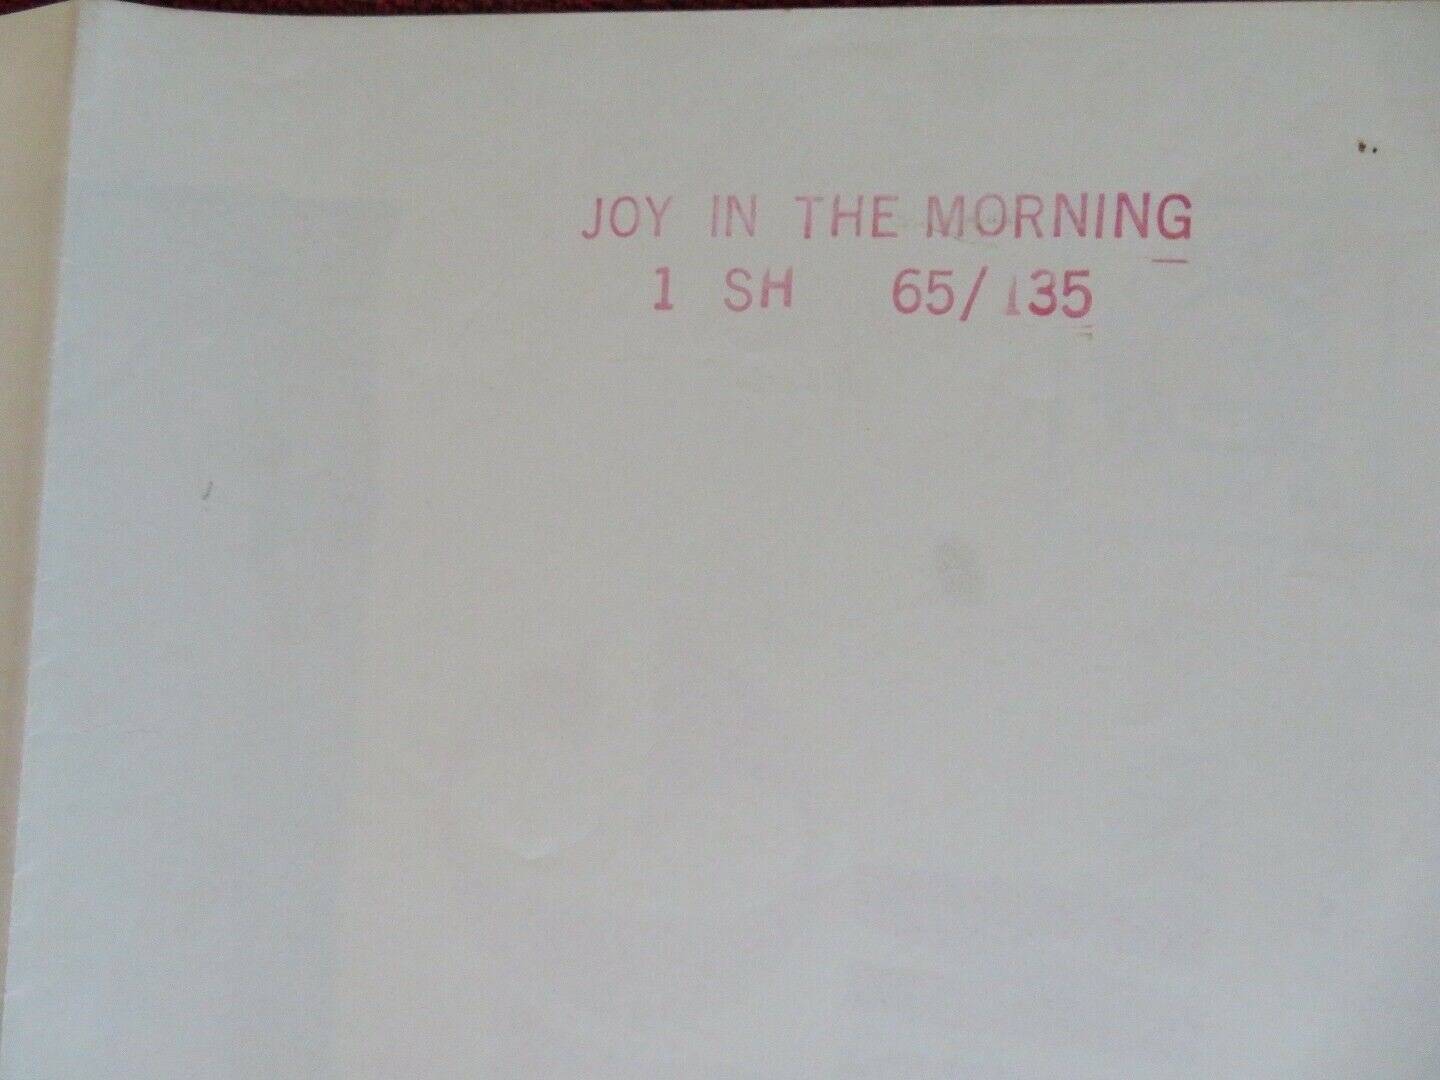 JOY IN THE MORNING
1 SH 65/135